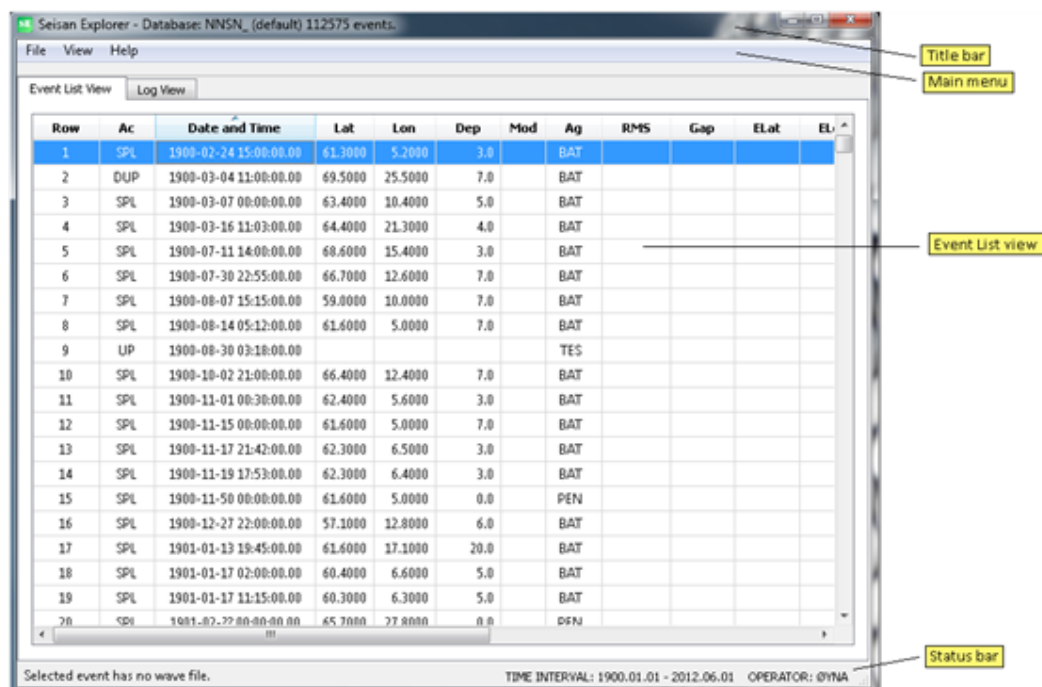 Seisan Explorer - Database: NNSN_ (default) 112575 events.
Title bar
File View Help
Main menu
Event List View Log View
Row Ac Date and Time Lat Lon Dep Mod Ag RMS Gap ELat
1 SPL 1900-02-24 15:00:00.00 61.3000 5.2000 3.0 BAT
2 DUP 1900-03-04 11:00:00.00 69.5000 25.5000 7.0 BAT
3 SPL 1900-03-07 00:00:00.00 63.4000 10.4000 5.0 BAT
4 SPL 1900-03-16 11:03:00.00 64.4000 21.3000 4.0 BAT
5 SPL 1900-07-11 14:00:00.00 68.6000 15.4000 3.0 BAT
Event List view
6 SPL 1900-07-30 22:55:00.00 66.7000 12.6000 7.0 BAT
7 SPL 1900-08-07 15:15:00.00 59.0000 10.0000 7.0 BAT
8 SPL 1900-08-14 05:12:00.00 61.6000 5.0000 7.0 BAT
9 UP 1900-08-30 03:18:00.00 TES
10 SPL 1900-10-02 21:00:00.00 66.4000 12.4000 7.0 BAT
11 SPL 1900-11-01 00:30:00.00 62.4000 5.6000 3.0 BAT
12 SPL 1900-11-15 00:00:00.00 61.6000 5.0000 7.0 BAT
13 SPL 1900-11-17 21:42:00.00 62.3000 6.5000 3.0 BAT
14 SPL 1900-11-19 17:53:00.00 62.3000 6.4000 3.0 BAT
15 SPL 1900-11-50 00:00:00.00 61.6000 5.0000 0.0 PEN
16 SPL 1900-12-27 22:00:00.00 57.1000 12.8000 6.0 BAT
17 SPL 1901-01-13 19:45:00.00 61.6000 17.1000 20.0 BAT
18 SPL 1901-01-17 02:00:00.00 60.4000 6.6000 5.0 BAT
19 SPL 1901-01-17 11:15:00.00 60.3000 6.3000 5.0 BAT
20 SPL 1901-02-?? 00:00:00.00 65.7000 27.8000 0.0 PEN
Status bar
Selected event has no wave file. TIME INTERVAL: 1900.01.01 - 2012.06.01 OPERATOR: ØYNA